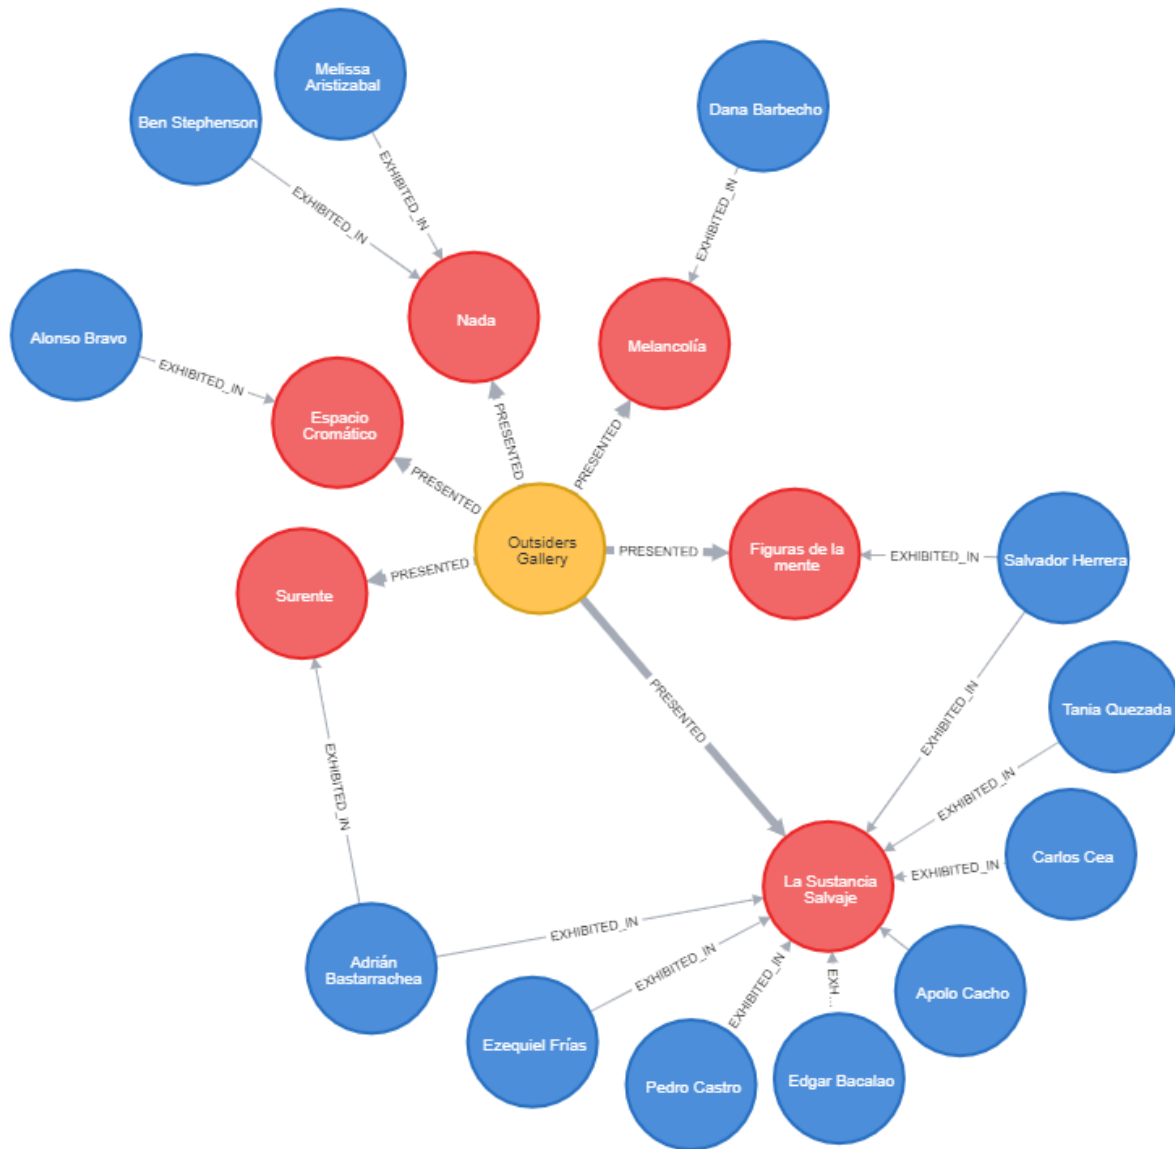 Melissa
Aristizabal
Ben Stephenson
Dana Barbecho
EXHIBITED_IN
EXHIBITED_IN
EXHIBITED_IN
Nada
Melancolía
Alonso Bravo
EXHIBITED_IN
Espacio
Cromático
PRESENTED
PRESENTED
PRESENTED
Outsiders
Gallery
PRESENTED
Figuras de la
mente
EXHIBITED_IN
Salvador Herrera
PRESENTED
Surente
PRESENTED
EXHIBITED_IN
Tania Quezada
EXHIBITED_IN
EXHIBITED_IN
Carlos Cea
EXHIBITED_IN
La Sustancia
Salvaje
EXHIBITED_IN
Adrián
Bastarrachea
EXHIBITED_IN
EXHIBITED_IN
EXH...
Apolo Cacho
Ezequiel Frías
Pedro Castro
Edgar Bacalao